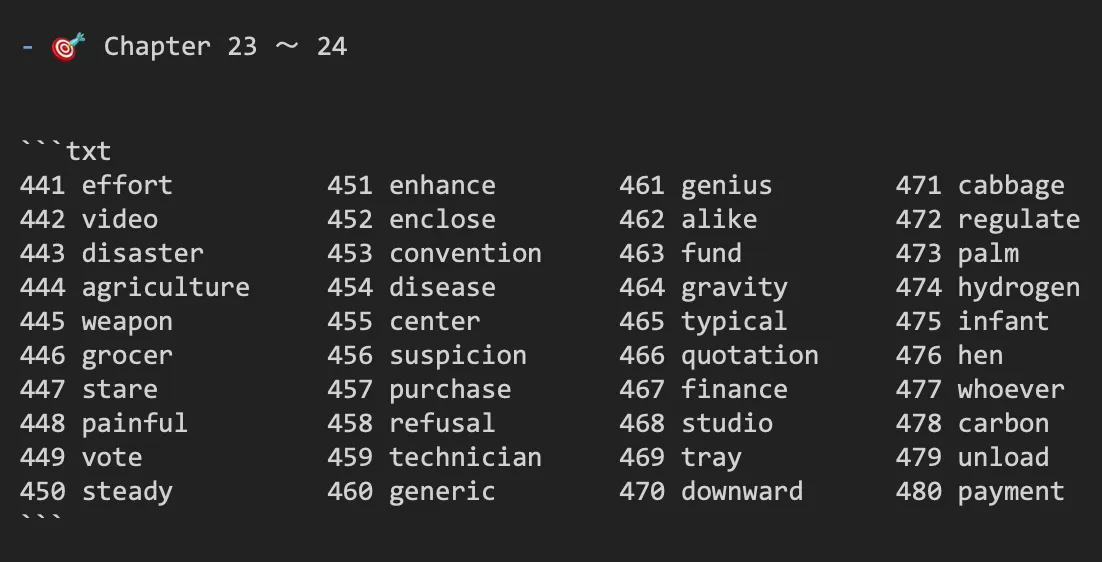 - 🎯 Chapter 23 ～ 24
```txt
441 effort 451 enhance 461 genius 471 cabbage
442 video 452 enclose 462 alike 472 regulate
443 disaster 453 convention 463 fund 473 palm
444 agriculture 454 disease 464 gravity 474 hydrogen
445 weapon 455 center 465 typical 475 infant
446 grocer 456 suspicion 466 quotation 476 hen
447 stare 457 purchase 467 finance 477 whoever
448 painful 458 refusal 468 studio 478 carbon
449 vote 459 technician 469 tray 479 unload
450 steady 460 generic 470 downward 480 payment
```